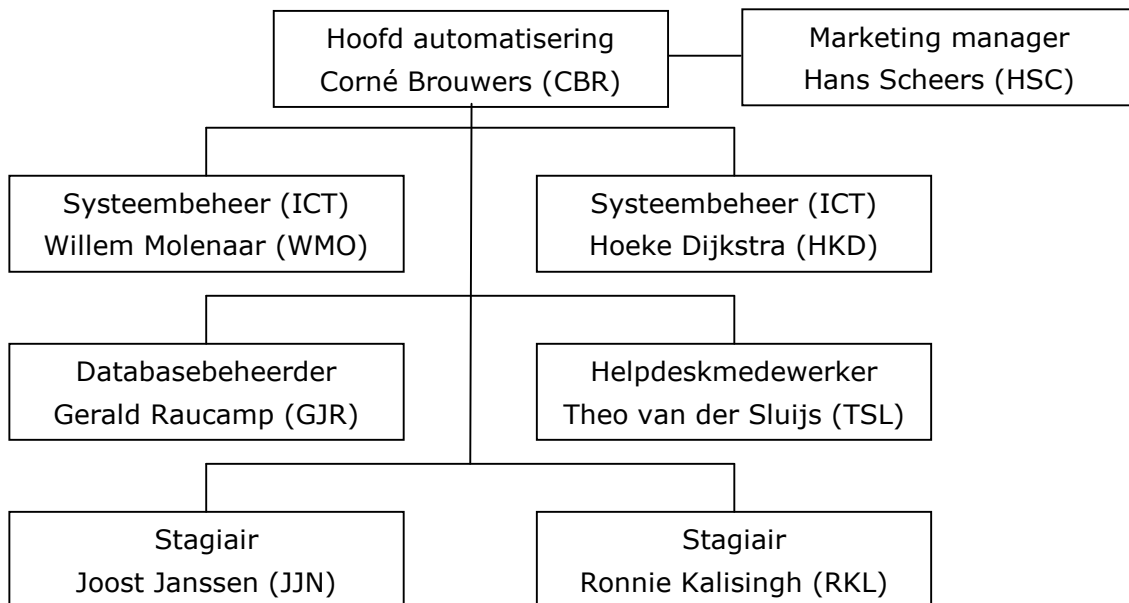 Hoofd automatisering
Corné Brouwers (CBR)
Marketing manager
Hans Scheers (HSC)
Systeembeheer (ICT)
Willem Molenaar (WMO)
Systeembeheer (ICT)
Hoeke Dijkstra (HKD)
Databasebeheerder
Gerald Raucamp (GJR)
Helpdeskmedewerker
Theo van der Sluijs (TSL)
Stagiair
Joost Janssen (JJN)
Stagiair
Ronnie Kalisingh (RKL)